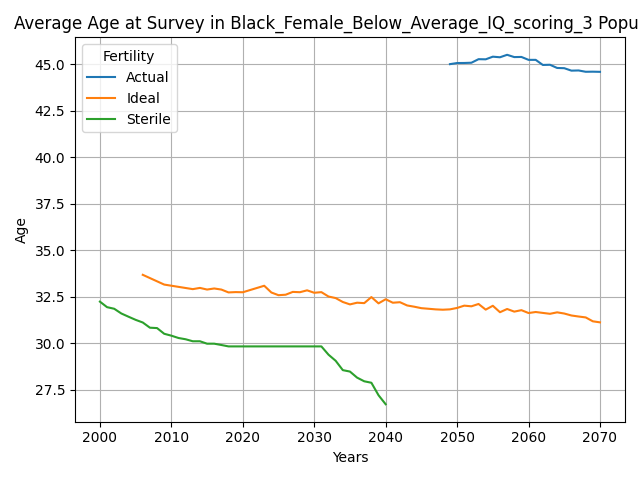 Average Age at Survey in Black_Female_Below_Average_IQ_scoring_3 Popu
Fertility
Actual
Ideal
Sterile
45.0
42.5
40.0
37.5
35.0
32.5
30.0
27.5
Age
2000 2010 2020 2030 2040 2050 2060 2070
Years